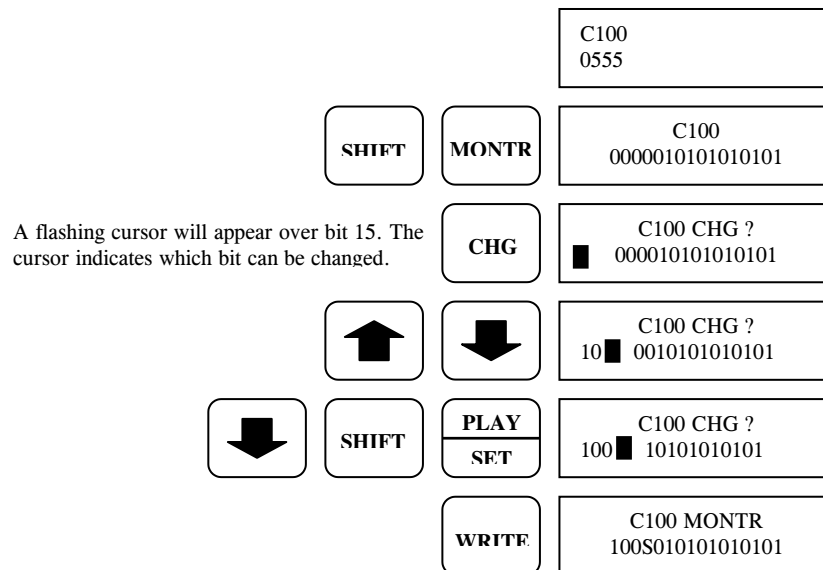 C100
0555
SHIFT
MONTR
C100
0000010101010101
A flashing cursor will appear over bit 15. The
cursor indicates which bit can be changed.
CHG
C100 CHG ?
000010101010101
C100 CHG ?
10 0010101010101
SHIFT
PLAY
SET
C100 CHG ?
100 10101010101
WRITE
C100 MONTR
100S010101010101